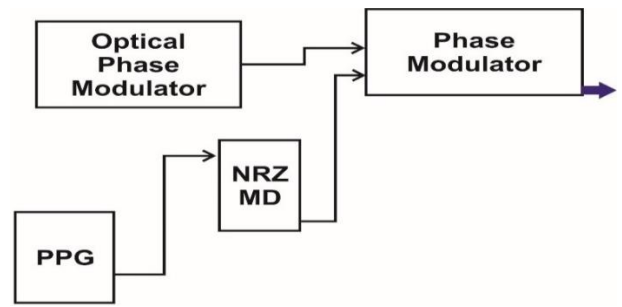 Optical
Phase
Modulator
Phase
Modulator
NRZ
MD
PPG